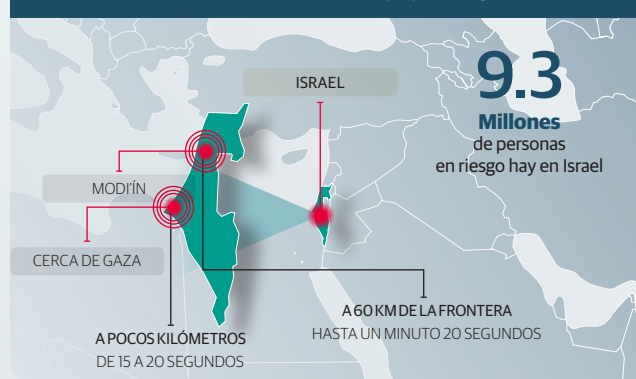 ISRAEL
9.3
Millones
de personas
en riesgo hay en Israel
MODI'ÍN
CERCA DE GAZA
A POCOS KILÓMETROS
DE 15 A 20 SEGUNDOS
A 60 KM DE LA FRONTERA
HASTA UN MINUTO 20 SEGUNDOS